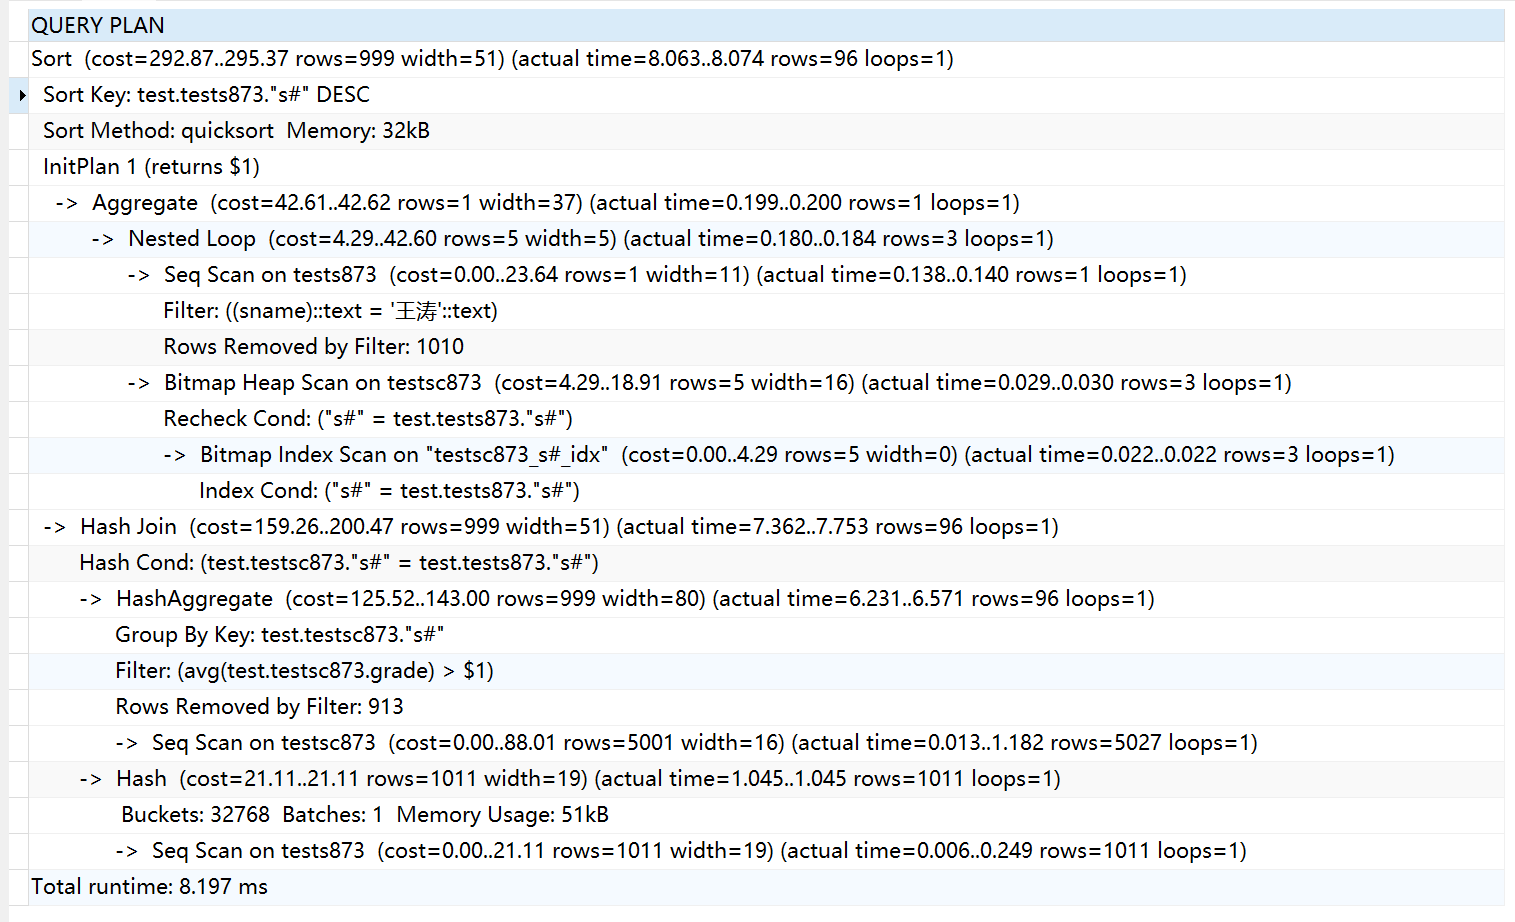 QUERY PLAN
Sort  (cost=292.87..295.37 rows=999 width=51) (actual time=8.063..8.074 rows=96 loops=1)
Sort Key: test.tests873."s#" DESC
Sort Method: quicksort  Memory: 32kB
InitPlan 1 (returns $1)
->  Aggregate  (cost=42.61..42.62 rows=1 width=37) (actual time=0.199..0.200 rows=1 loops=1)
->  Nested Loop  (cost=4.29..42.60 rows=5 width=5) (actual time=0.180..0.184 rows=3 loops=1)
->  Seq Scan on tests873  (cost=0.00..23.64 rows=1 width=11) (actual time=0.138..0.140 rows=1 loops=1)
Filter: ((sname)::text = '王涛'::text)
Rows Removed by Filter: 1010
->  Bitmap Heap Scan on testsc873  (cost=4.29..18.91 rows=5 width=16) (actual time=0.029..0.030 rows=3 loops=1)
Recheck Cond: ("s#" = test.tests873."s#")
->  Bitmap Index Scan on "testsc873_s#_idx"  (cost=0.00..4.29 rows=5 width=0) (actual time=0.022..0.022 rows=3 loops=1)
Index Cond: ("s#" = test.tests873."s#")
->  Hash Join  (cost=159.26..200.47 rows=999 width=51) (actual time=7.362..7.753 rows=96 loops=1)
Hash Cond: (test.testsc873."s#" = test.tests873."s#")
->  HashAggregate  (cost=125.52..143.00 rows=999 width=80) (actual time=6.231..6.571 rows=96 loops=1)
Group By Key: test.testsc873."s#"
Filter: (avg(test.testsc873.grade) > $1)
Rows Removed by Filter: 913
->  Seq Scan on testsc873  (cost=0.00..88.01 rows=5001 width=16) (actual time=0.013..1.182 rows=5027 loops=1)
->  Hash  (cost=21.11..21.11 rows=1011 width=19) (actual time=1.045..1.045 rows=1011 loops=1)
Buckets: 32768  Batches: 1  Memory Usage: 51kB
->  Seq Scan on tests873  (cost=0.00..21.11 rows=1011 width=19) (actual time=0.006..0.249 rows=1011 loops=1)
Total runtime: 8.197 ms